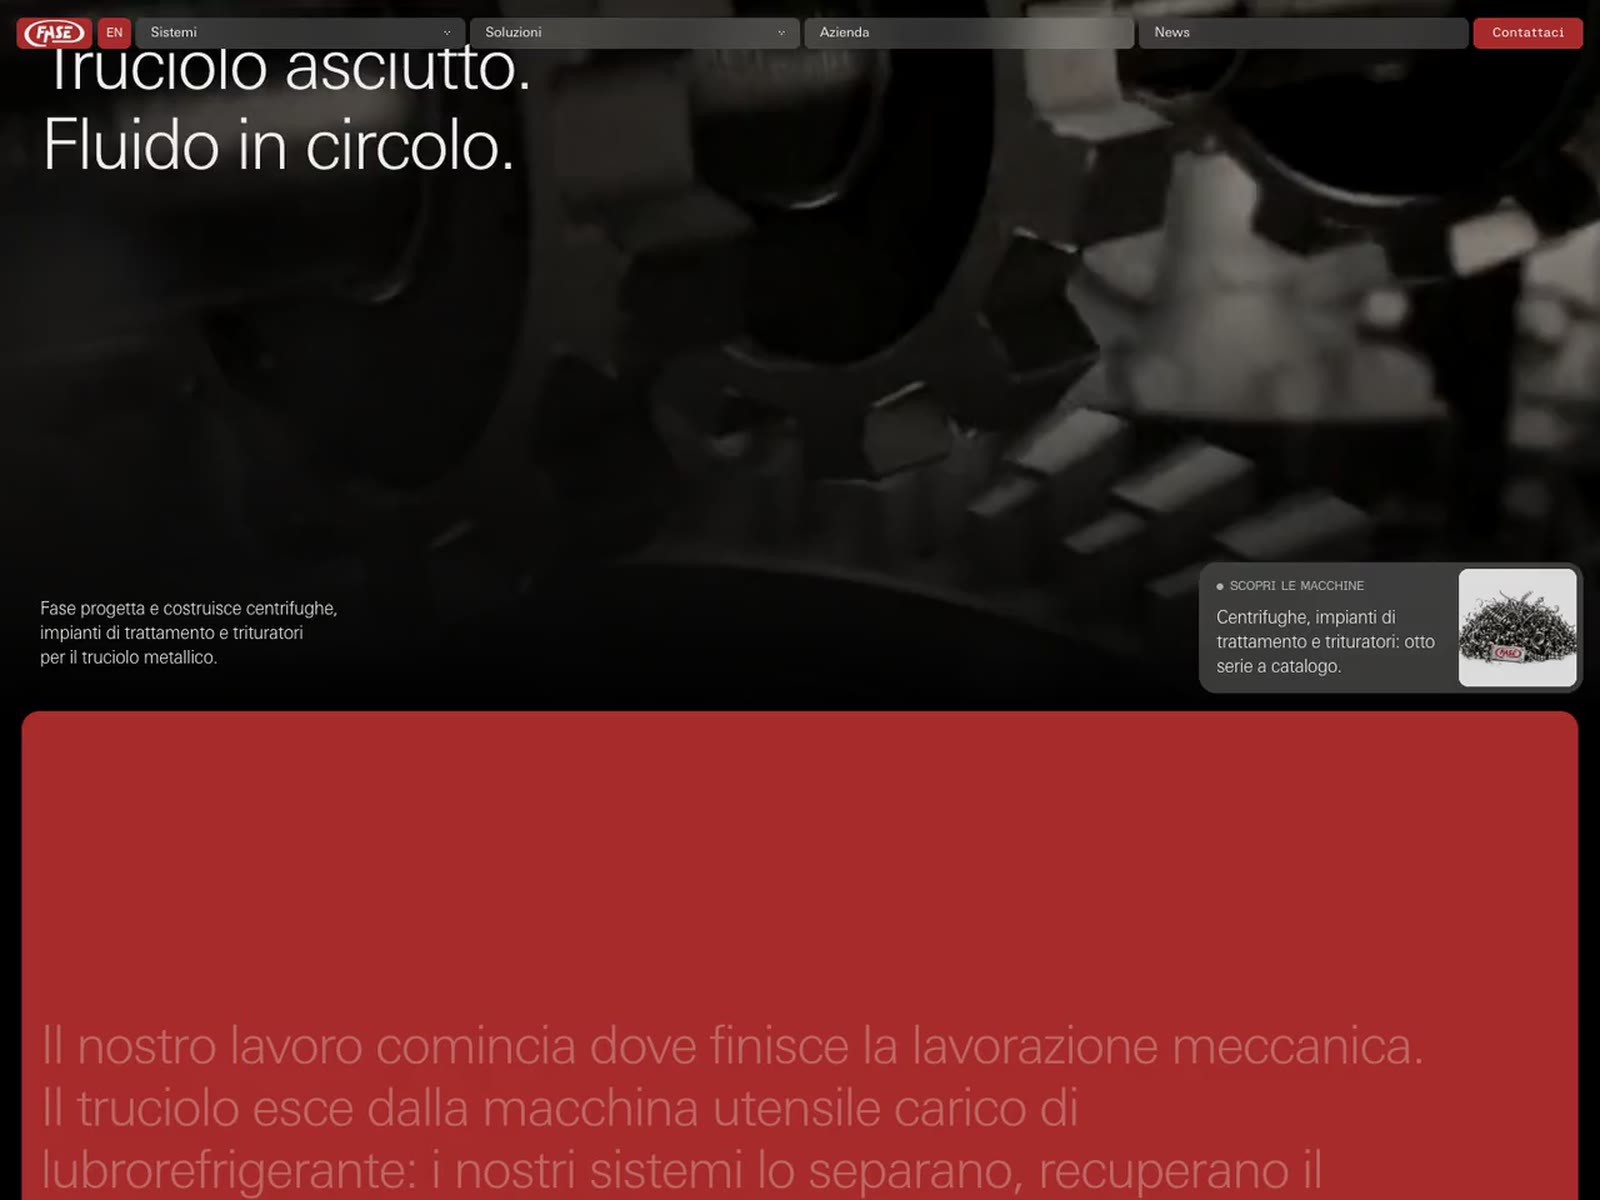 FASE
EN
Sistemi
Soluzioni
Azienda
News
Contattaci
Truciolo asciutto.
Fluido in circolo.
Fase progetta e costruisce centrifughe,
impianti di trattamento e trituratori
per il truciolo metallico.
SCOPRI LE MACCHINE
Centrifughe, impianti di
trattamento e trituratori: otto
serie a catalogo.
FASE
Il nostro lavoro comincia dove finisce la lavorazione meccanica.
Il truciolo esce dalla macchina utensile carico di
lubrorefrigerante: i nostri sistemi lo separano, recuperano il